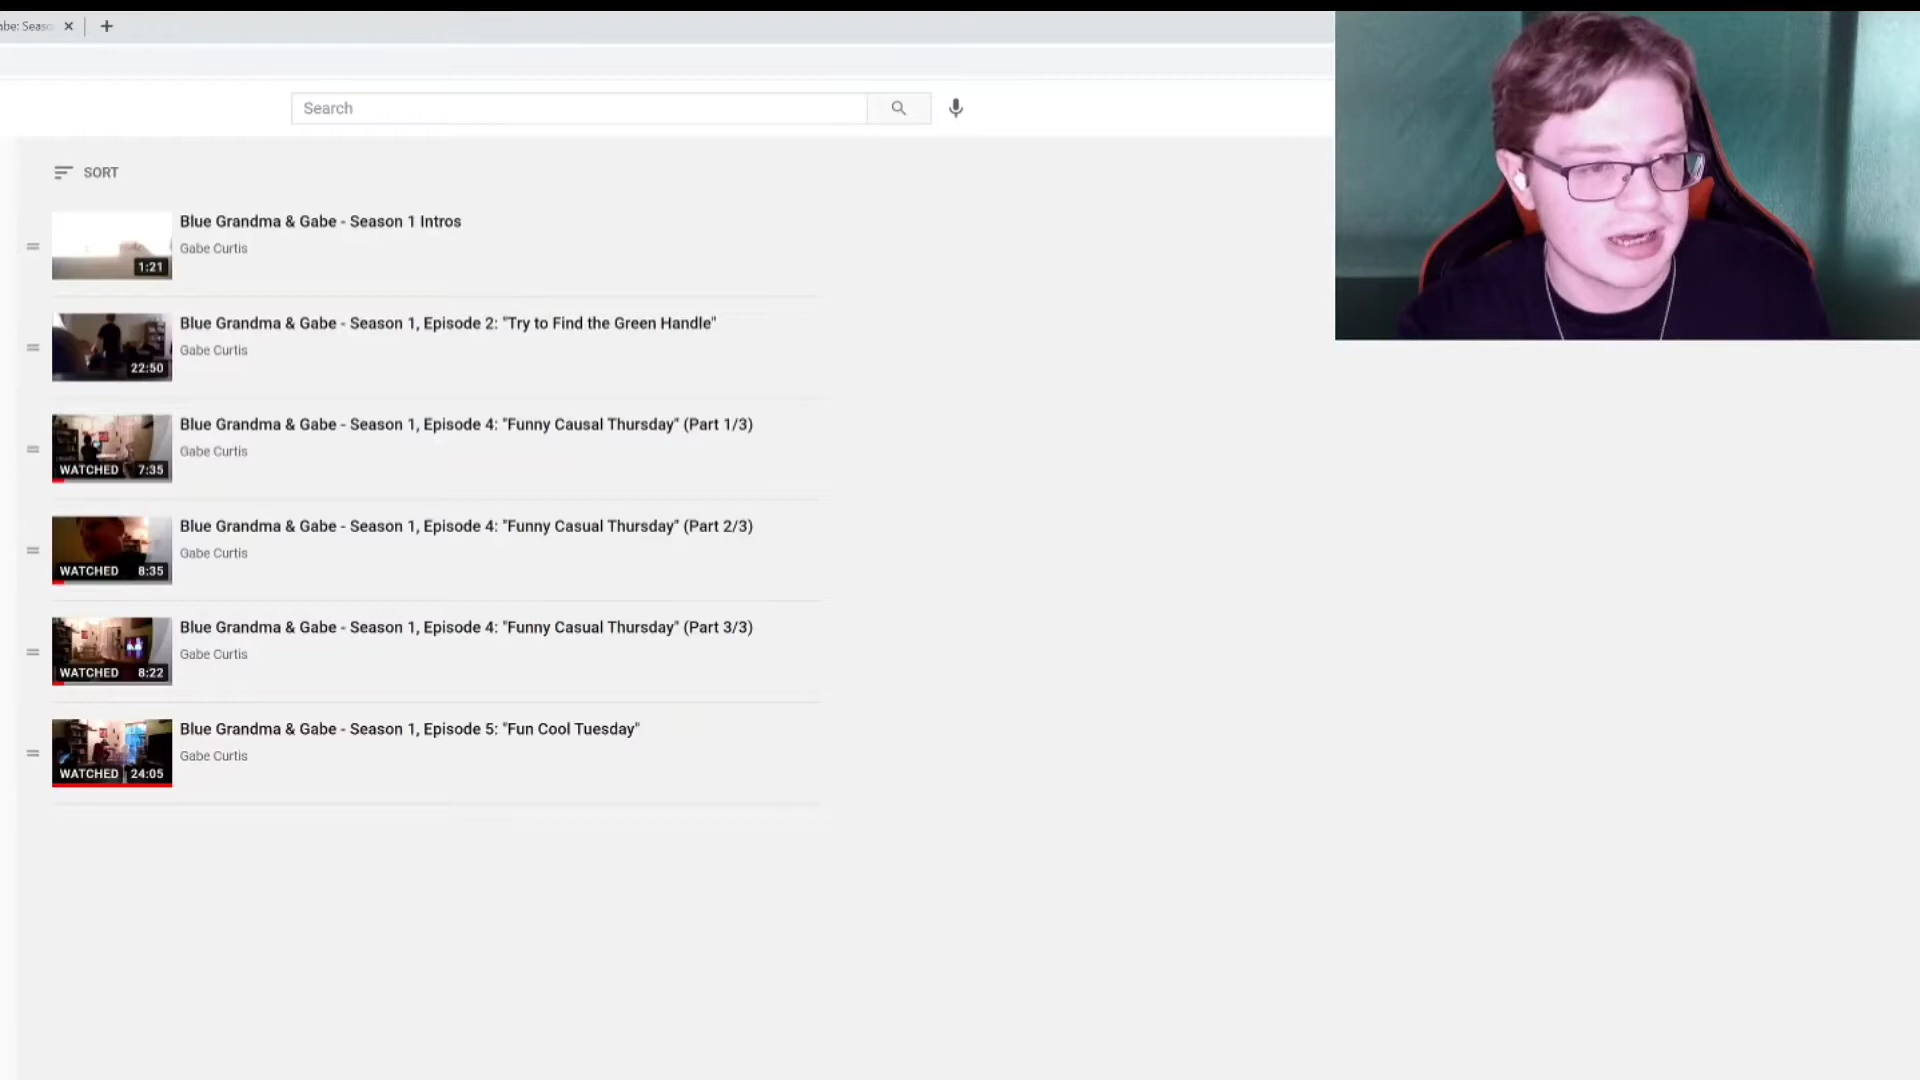 abe: Seaso
Search
SORT
Blue Grandma & Gabe - Season 1 Intros
Gabe Curtis
1:21
Blue Grandma & Gabe - Season 1, Episode 2: "Try to Find the Green Handle"
Gabe Curtis
22:50
Blue Grandma & Gabe - Season 1, Episode 4: "Funny Causal Thursday" (Part 1/3)
Gabe Curtis
WATCHED 7:35
Blue Grandma & Gabe - Season 1, Episode 4: "Funny Casual Thursday" (Part 2/3)
Gabe Curtis
WATCHED 8:35
Blue Grandma & Gabe - Season 1, Episode 4: "Funny Casual Thursday" (Part 3/3)
Gabe Curtis
WATCHED 8:22
Blue Grandma & Gabe - Season 1, Episode 5: "Fun Cool Tuesday"
Gabe Curtis
WATCHED 24:05